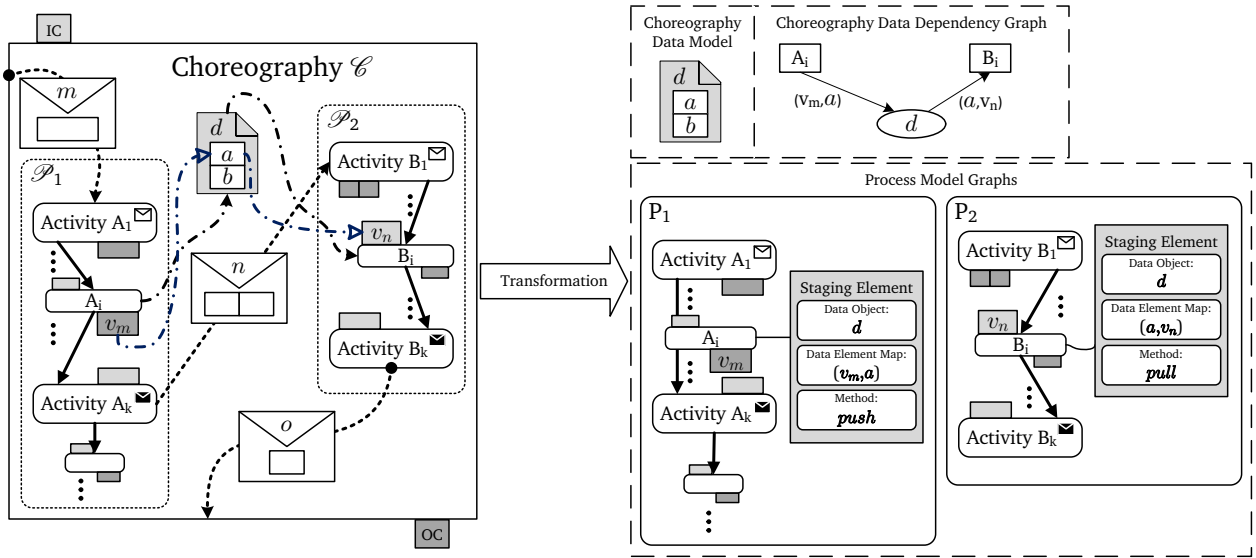 IC
Choreography 𝒞
m
𝒫1
Activity A1
Ai
vm
Activity Ak
d
a
b
n
o
𝒫2
Activity B1
vn
Bi
Activity Bk
OC
Transformation
Choreography
Data Model
d
a
b
Choreography Data Dependency Graph
Ai
Bi
(vm,a)
(a,vn)
d
Process Model Graphs
P1
Activity A1
Ai
vm
Activity Ak
Staging Element
Data Object:
d
Data Element Map:
(vm,a)
Method:
push
P2
Activity B1
vn
Bi
Activity Bk
Staging Element
Data Object:
d
Data Element Map:
(a,vn)
Method:
pull